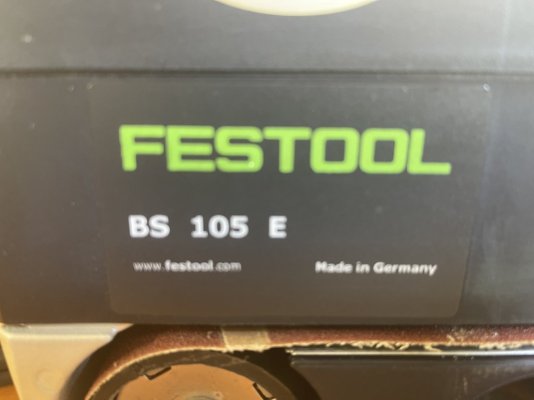 FESTOOL
BS 105 E
www.festool.com
Made in Germany